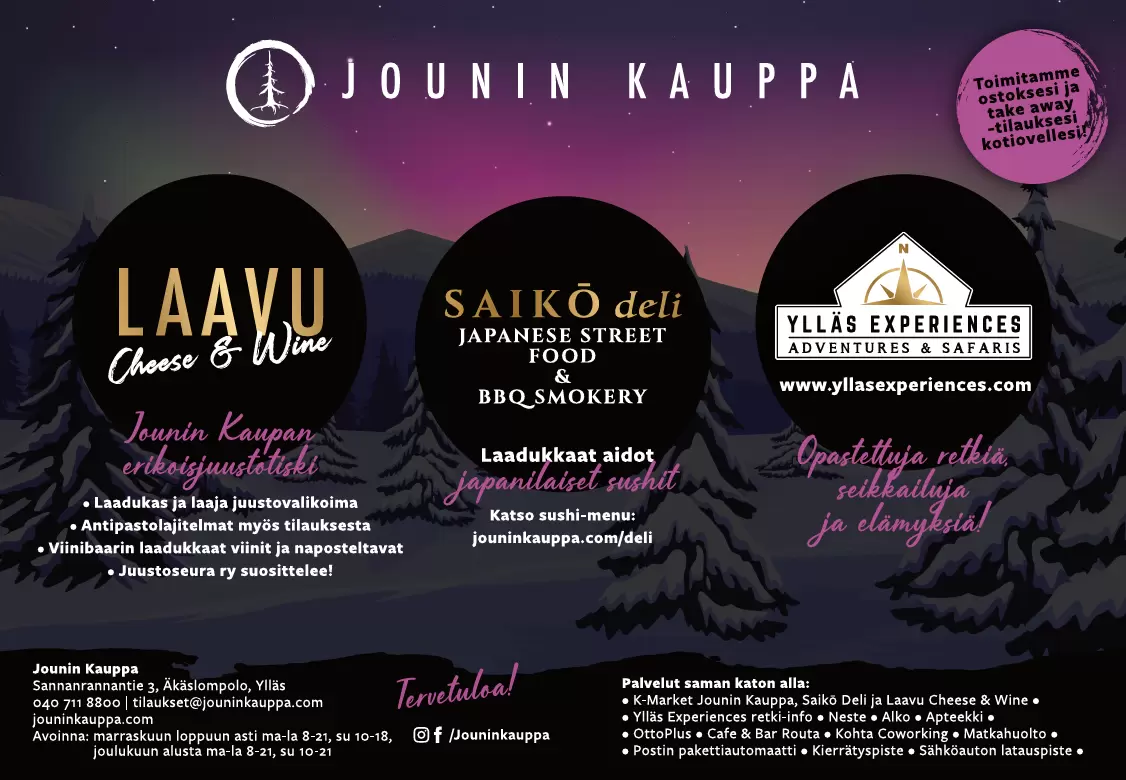 JOUNIN KAUPPA
Toimitamme
ostoksesi ja
take away
-tilauksesi
kotiovellesi!
LAAVU
Cheese & Wine
Jounin Kaupan
erikoisjuustotiski
• Laadukas ja laaja juustovalikoima
• Antipastolajitelmat myös tilauksesta
• Viinibaarin laadukkaat viinit ja naposteltavat
• Juustoseura ry suosittelee!
SAIKŌ deli
JAPANESE STREET
FOOD
&
BBQ SMOKERY
Laadukkaat aidot
japanilaiset sushit
Katso sushi-menu:
jouninkauppa.com/deli
N
YLLÄS EXPERIENCES
ADVENTURES & SAFARIS
www.yllasexperiences.com
Opastettuja retkiä,
seikkailuja
ja elämyksiä!
Jounin Kauppa
Sannanrannantie 3, Äkäslompolo, Ylläs
040 711 8800 | tilaukset@jouninkauppa.com
jouninkauppa.com
Avoinna: marraskuun loppuun asti ma-la 8-21, su 10-18,
joulukuun alusta ma-la 8-21, su 10-21
Tervetuloa!
/Jouninkauppa
Palvelut saman katon alla:
• K-Market Jounin Kauppa, Saikō Deli ja Laavu Cheese & Wine •
• Ylläs Experiences retki-info • Neste • Alko • Apteekki •
• OttoPlus • Cafe & Bar Routa • Kohta Coworking • Matkahuolto •
• Postin pakettiautomaatti • Kierrätyspiste • Sähköauton latauspiste •